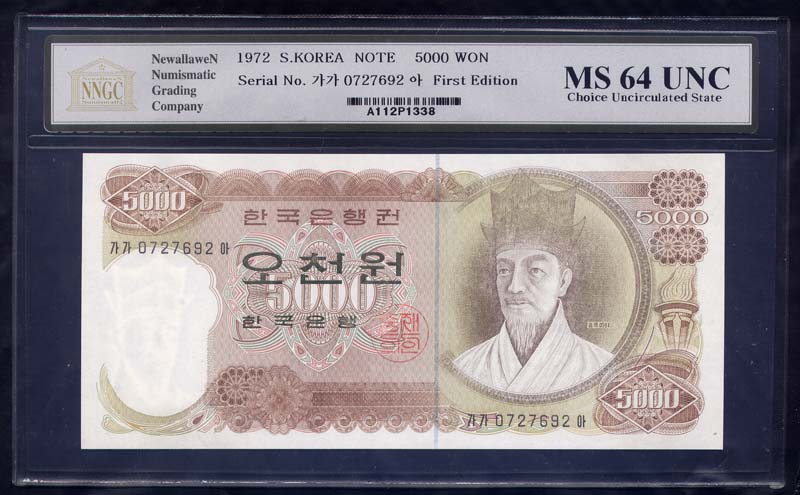 NewallaweN
NNGC
Numismatic
NewallaweN
Numismatic
Grading
Company
1972 S.KOREA NOTE 5000 WON
Serial No. 가가 0727692 아 First Edition
A112P1338
MS 64 UNC
Choice Uncirculated State
5000
한국은행권
5000
가가 0727692 아
오천원
5000
한국은행
가가 0727692 아
5000